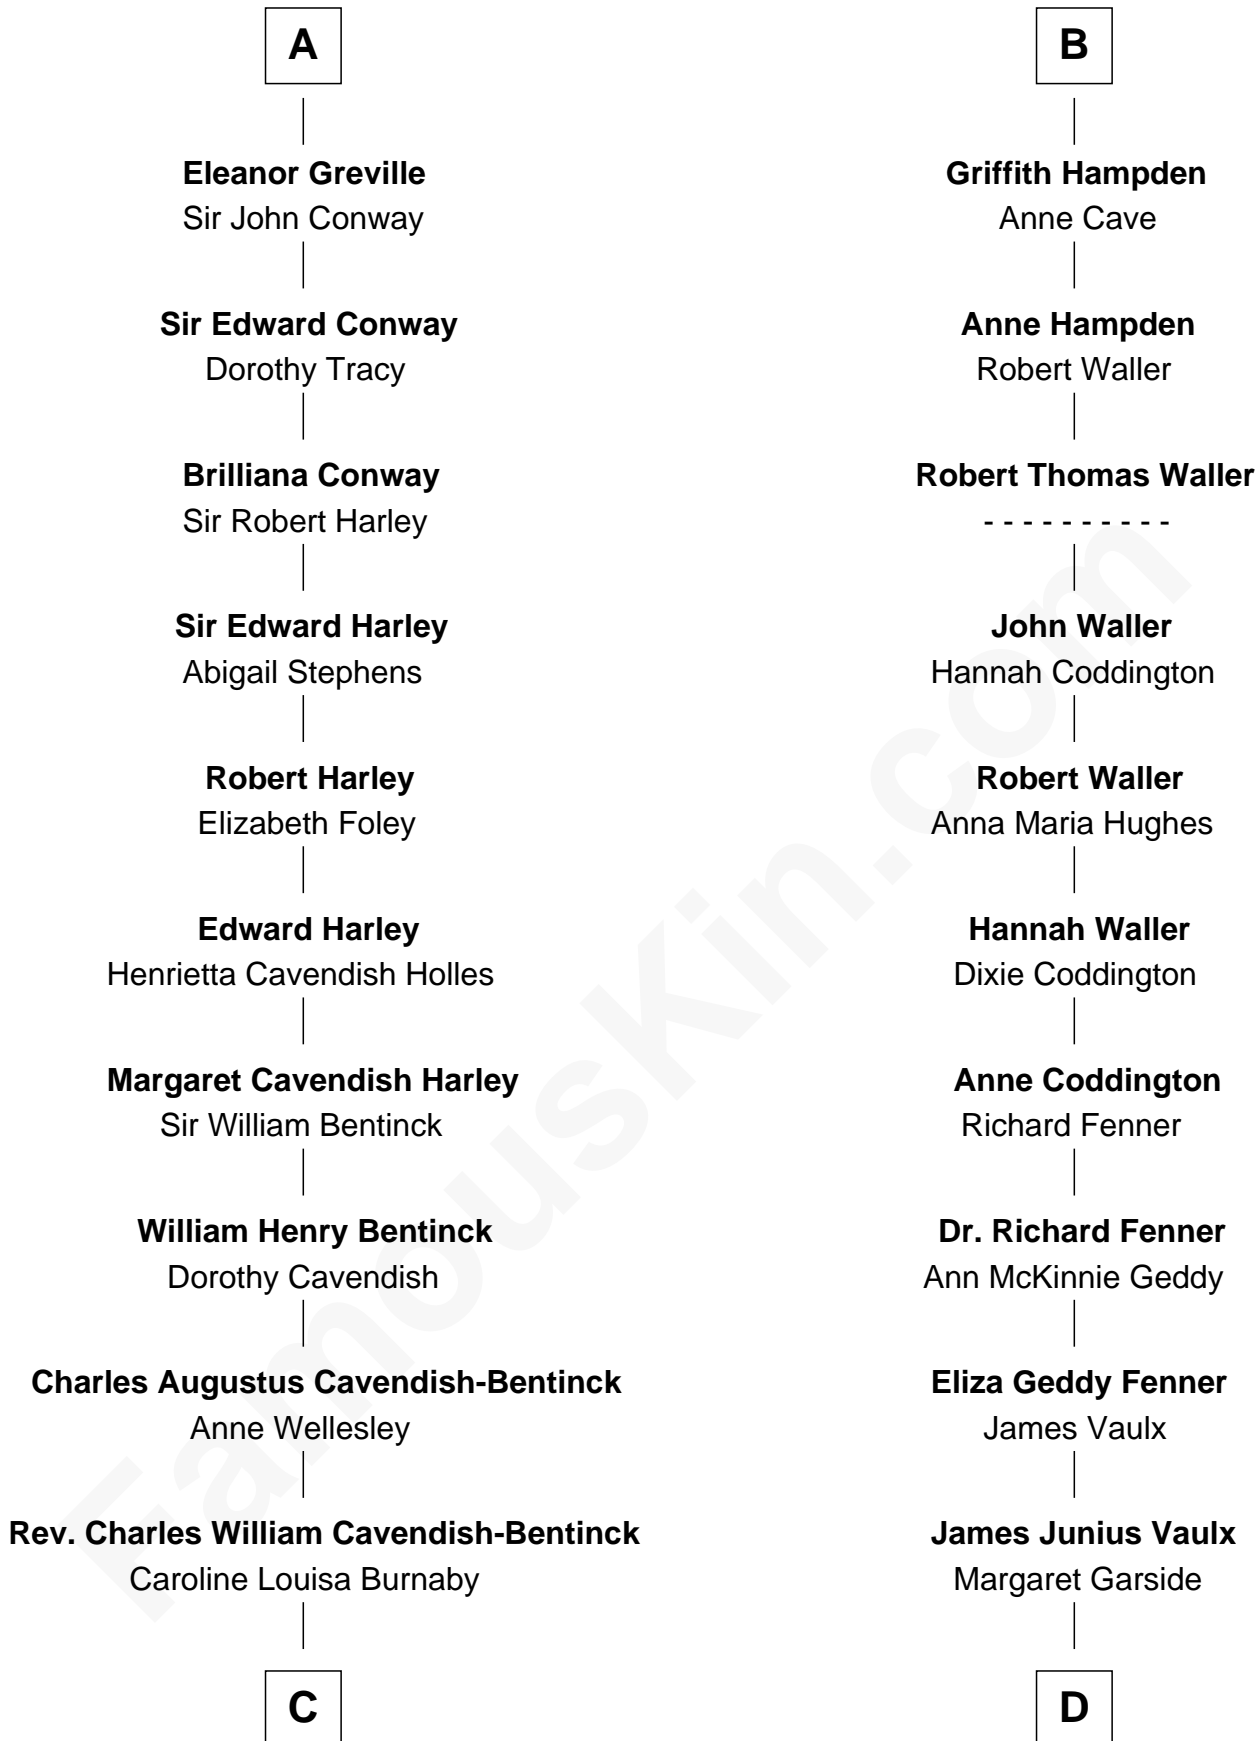 A
Eleanor Greville
Sir John Conway
Sir Edward Conway
Dorothy Tracy
Brilliana Conway
Sir Robert Harley
Sir Edward Harley
Abigail Stephens
Robert Harley
Elizabeth Foley
Edward Harley
Henrietta Cavendish Holles
Margaret Cavendish Harley
Sir William Bentinck
William Henry Bentinck
Dorothy Cavendish
Charles Augustus Cavendish-Bentinck
Anne Wellesley
Rev. Charles William Cavendish-Bentinck
Caroline Louisa Burnaby
C
B
Griffith Hampden
Anne Cave
Anne Hampden
Robert Waller
Robert Thomas Waller
- - - - - - - - - -
John Waller
Hannah Coddington
Robert Waller
Anna Maria Hughes
Hannah Waller
Dixie Coddington
Anne Coddington
Richard Fenner
Dr. Richard Fenner
Ann McKinnie Geddy
Eliza Geddy Fenner
James Vaulx
James Junius Vaulx
Margaret Garside
D
FamousKin.com